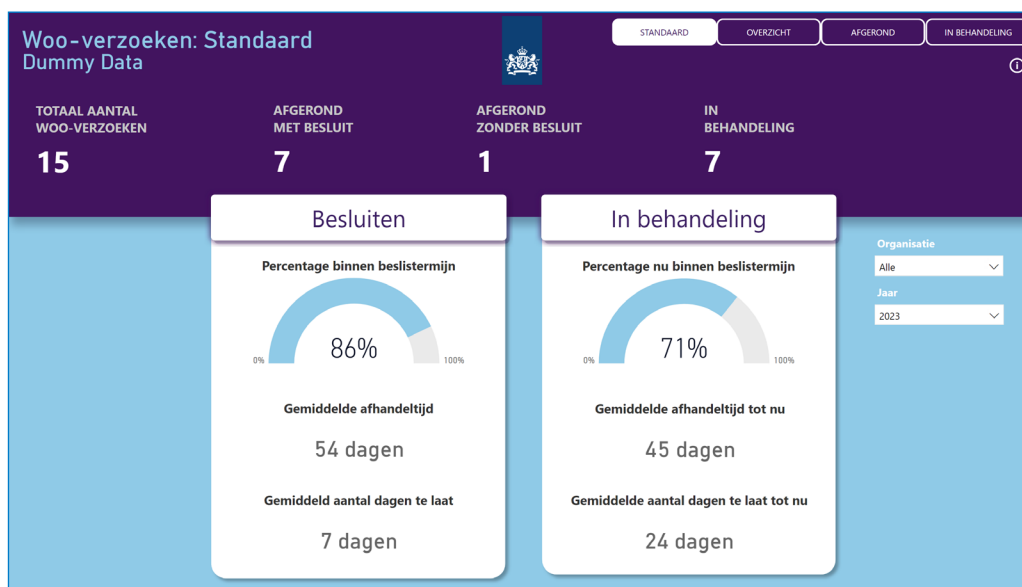 Woo-verzoeken: Standaard
Dummy Data
STANDAARD
OVERZICHT
AFGEROND
IN BEHANDELING
TOTAAL AANTAL
WOO-VERZOEKEN
15
AFGEROND
MET BESLUIT
7
AFGEROND
ZONDER BESLUIT
1
IN
BEHANDELING
7
Besluiten
Percentage binnen beslistermijn
86%
0%
100%
Gemiddelde afhandeltijd
54 dagen
Gemiddeld aantal dagen te laat
7 dagen
In behandeling
Percentage nu binnen beslistermijn
71%
0%
100%
Gemiddelde afhandeltijd tot nu
45 dagen
Gemiddelde aantal dagen te laat tot nu
24 dagen
Organisatie
Alle
Jaar
2023